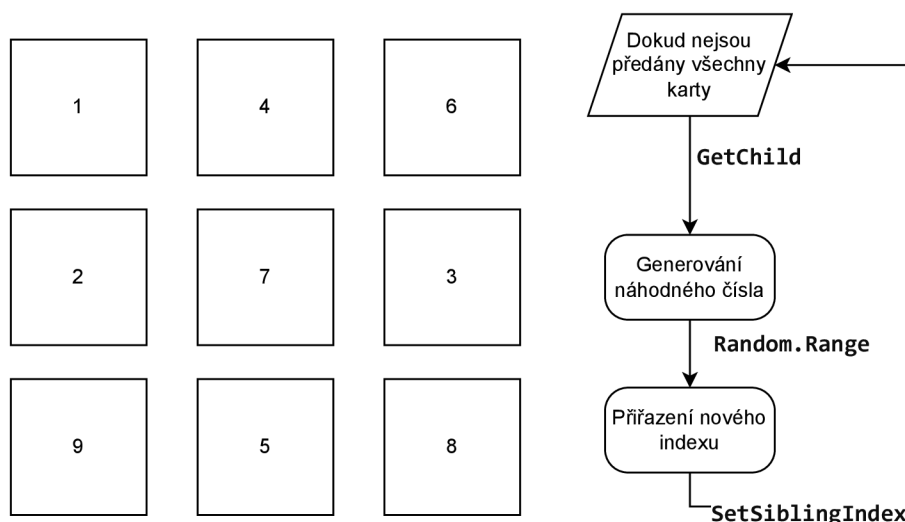 1 4 6
2 7 3
9 5 8
Dokud nejsou
předány všechny
karty
GetChild
Generování
náhodného čísla
Random.Range
Přiřazení nového
indexu
SetSiblingIndex